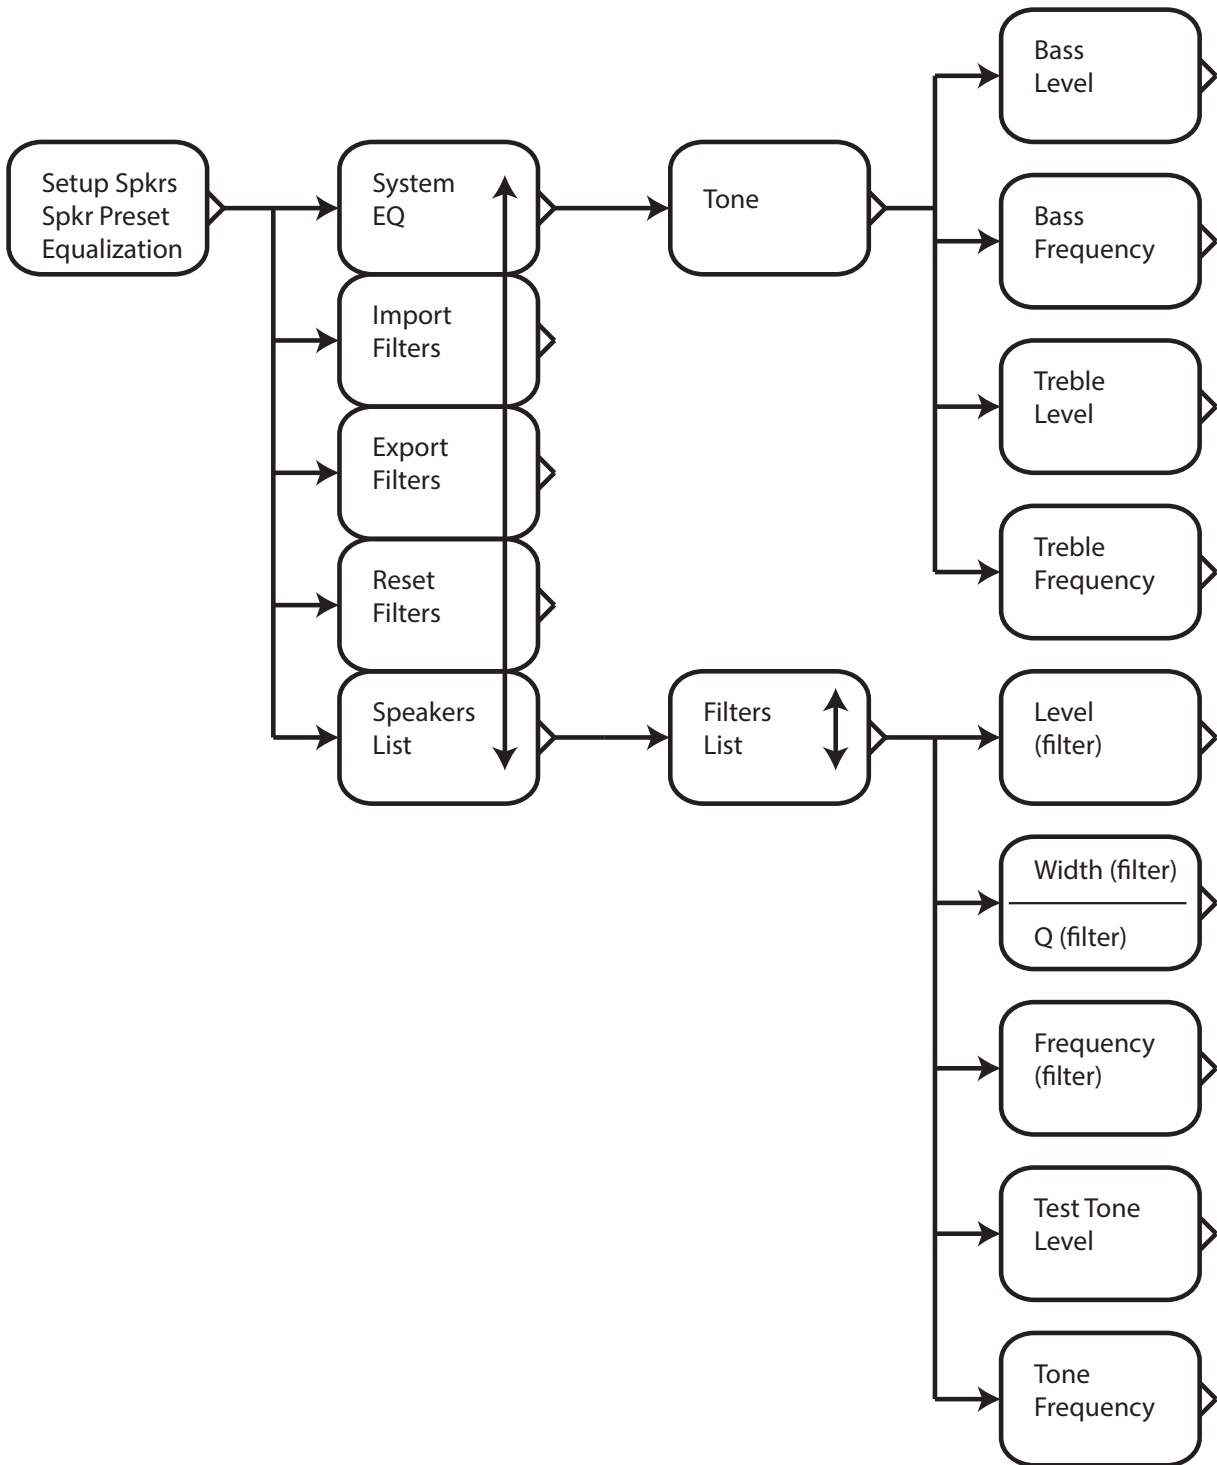 Setup Spkrs
Spkr Preset
Equalization
System
EQ
Import
Filters
Export
Filters
Reset
Filters
Speakers
List
Tone
Filters
List
Bass
Level
Bass
Frequency
Treble
Level
Treble
Frequency
Level
(filter)
Width (filter)
Q (filter)
Frequency
(filter)
Test Tone
Level
Tone
Frequency